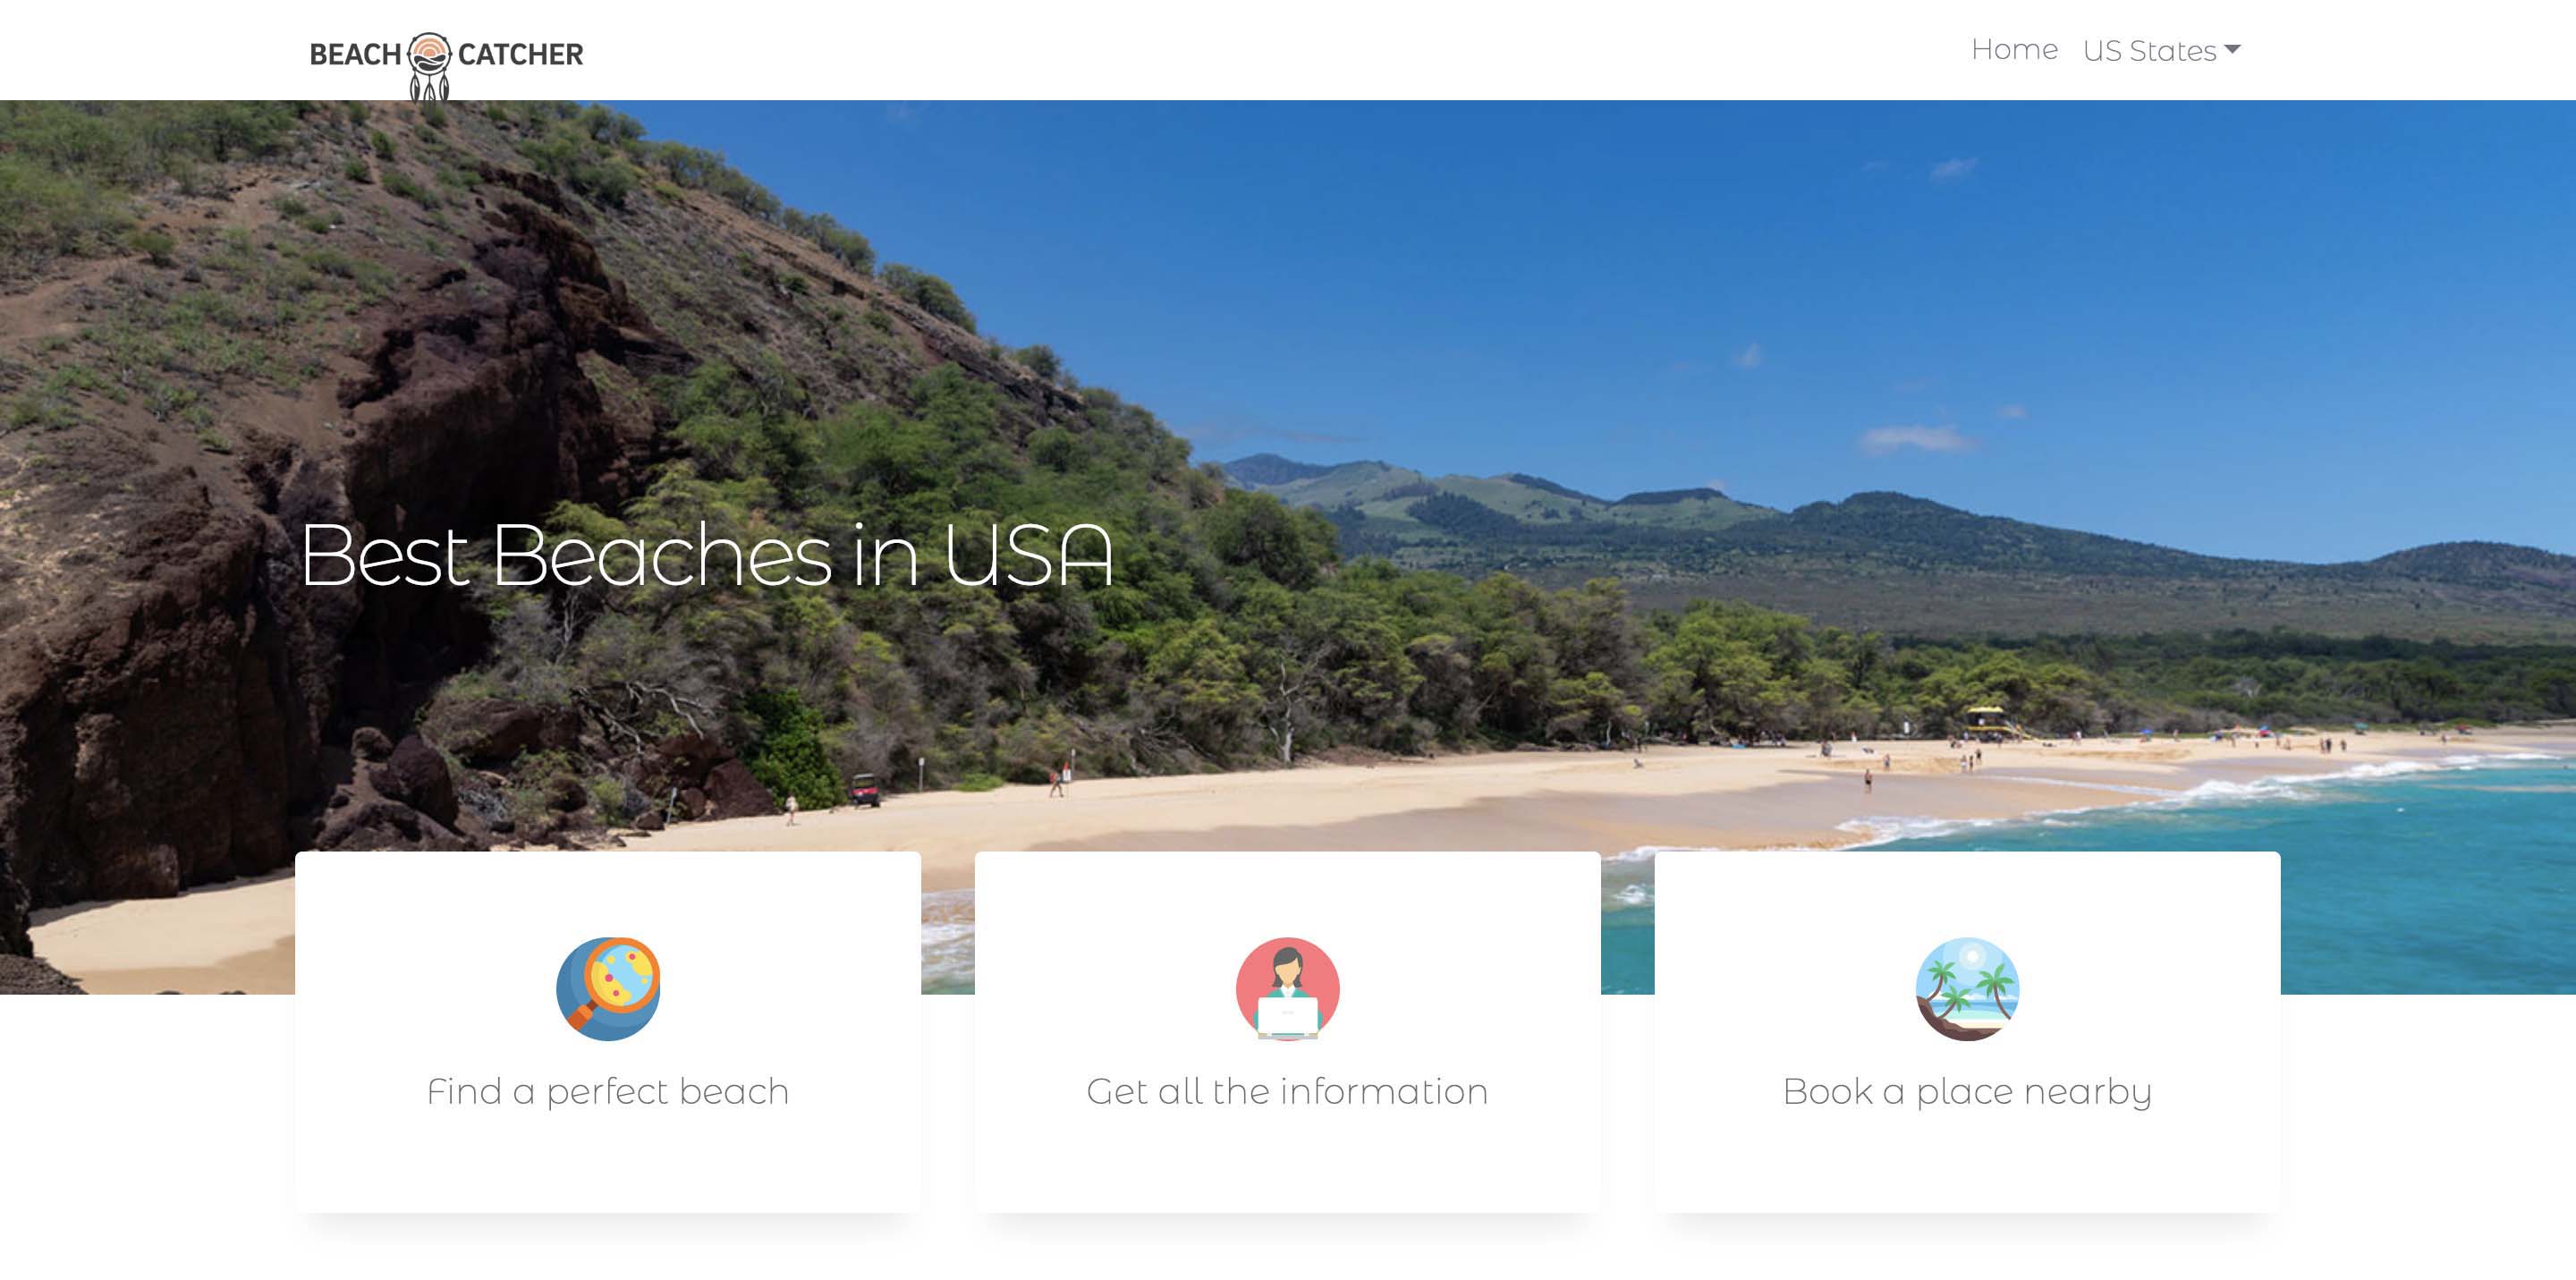 BEACH CATCHER
Home
US States
Best Beaches in USA
Find a perfect beach
Get all the information
Book a place nearby